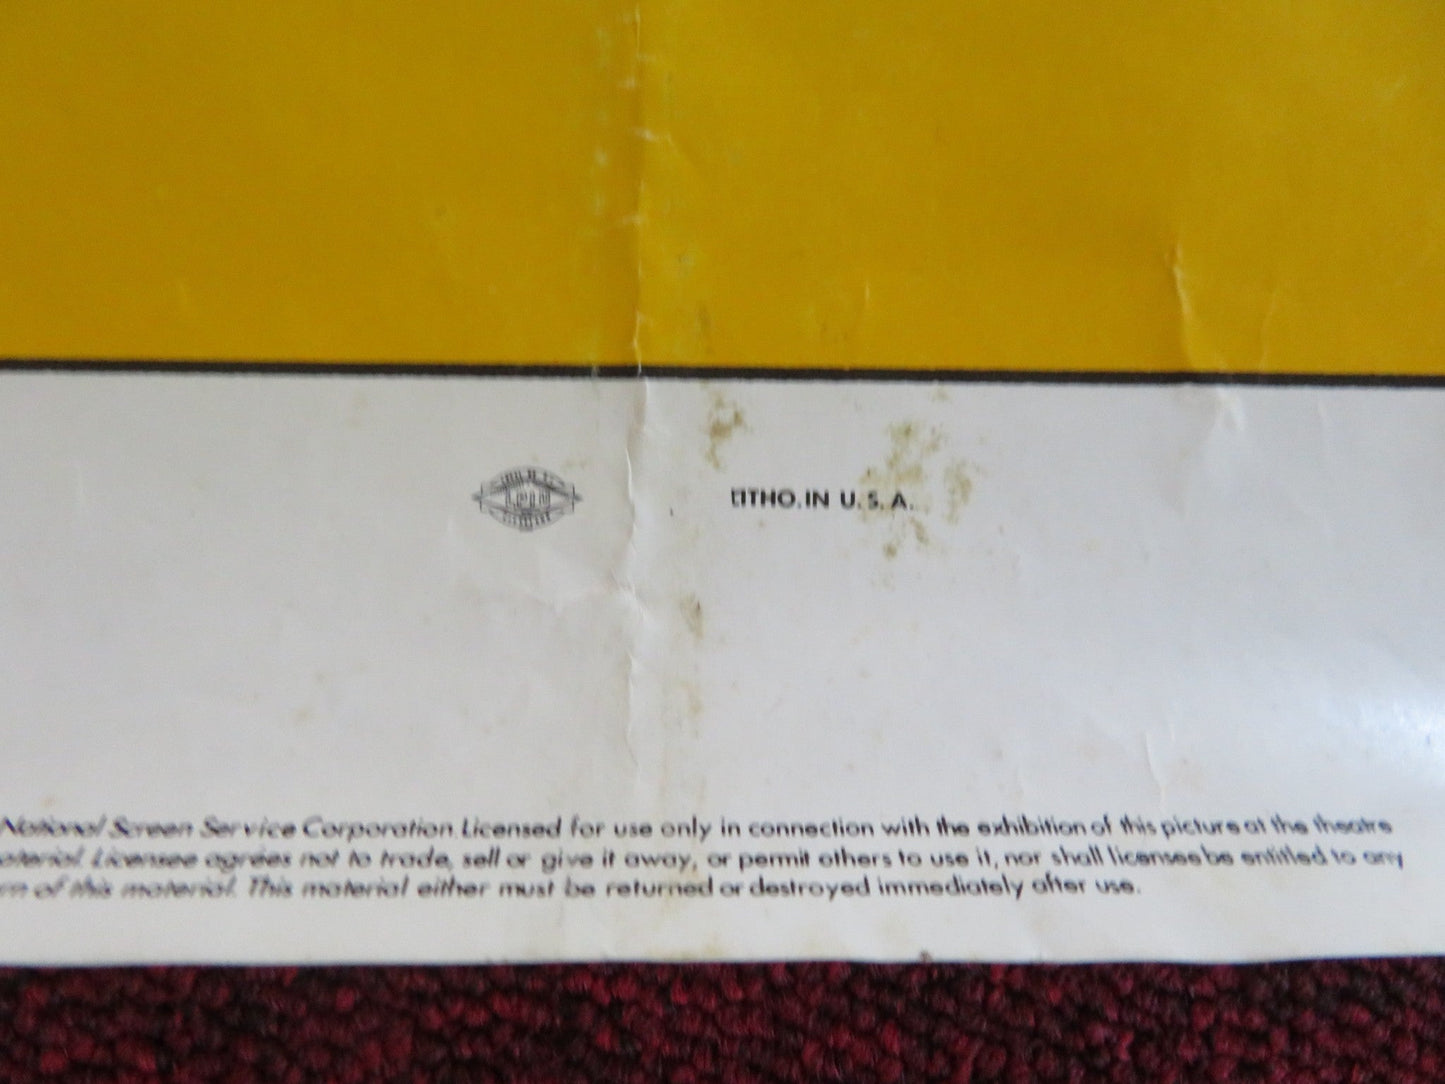 LITHO. IN U. S. A.
National Screen Service Corporation. Licensed for use only in connection with the exhibition of this picture at the theatre
Licensee agrees not to trade, sell or give it away, or permit others to use it, nor shall licensee be entitled to any
of this material. This material either must be returned or destroyed immediately after use.